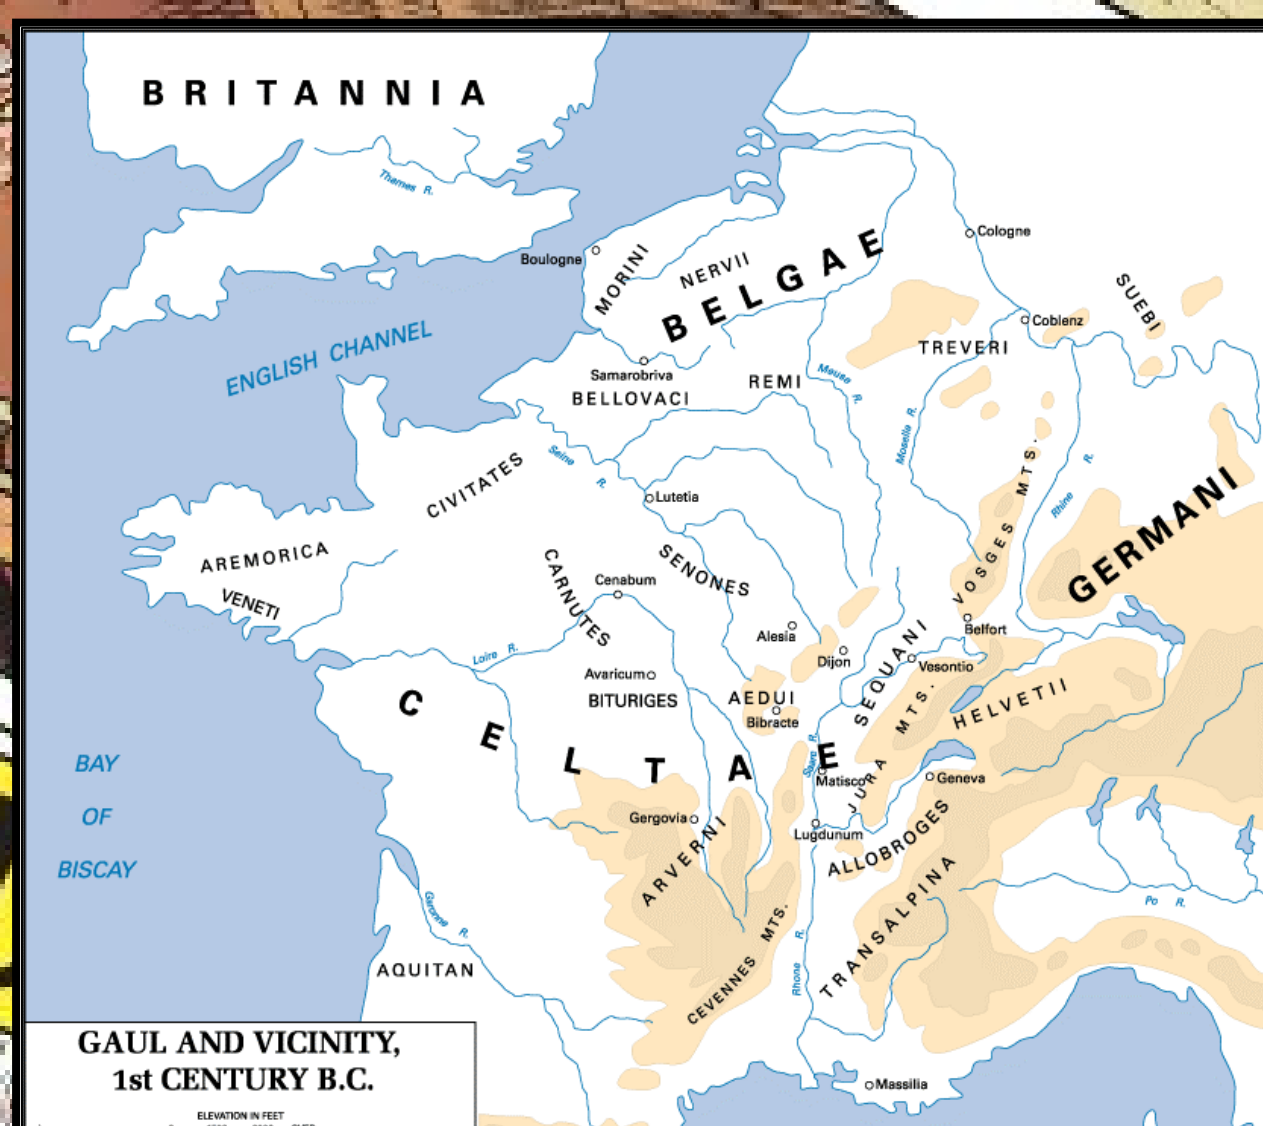 BRITANNIA
Thames R.
Cologne
Boulogne
MORINI
NERVII
BELGAE
SUEBI
Coblenz
ENGLISH CHANNEL
TREVERI
Samarobriva
REMI
Meuse R.
BELLOVACI
Moselle R.
CIVITATES
Seine R.
VOSGES MTS.
Rhine R.
GERMANI
Lutetia
AREMORICA
VENETI
CARNUTES
SENONES
Cenabum
Alesia
Belfort
Dijon
SEQUANI
Vesontio
Loire R.
Avaricum
BITURIGES
AEDUI
Bibracte
HELVETII
CELTAE
Saone R.
Matisco
JURA MTS.
Geneva
BAY
OF
BISCAY
Gergovia
Lugdunum
ARVERNI
ALLOBROGES
TRANSALPINA
Po R.
Garonne R.
CEVENNES MTS.
Rhone R.
AQUITAN
Massilia
GAUL AND VICINITY,
1st CENTURY B.C.
ELEVATION IN FEET